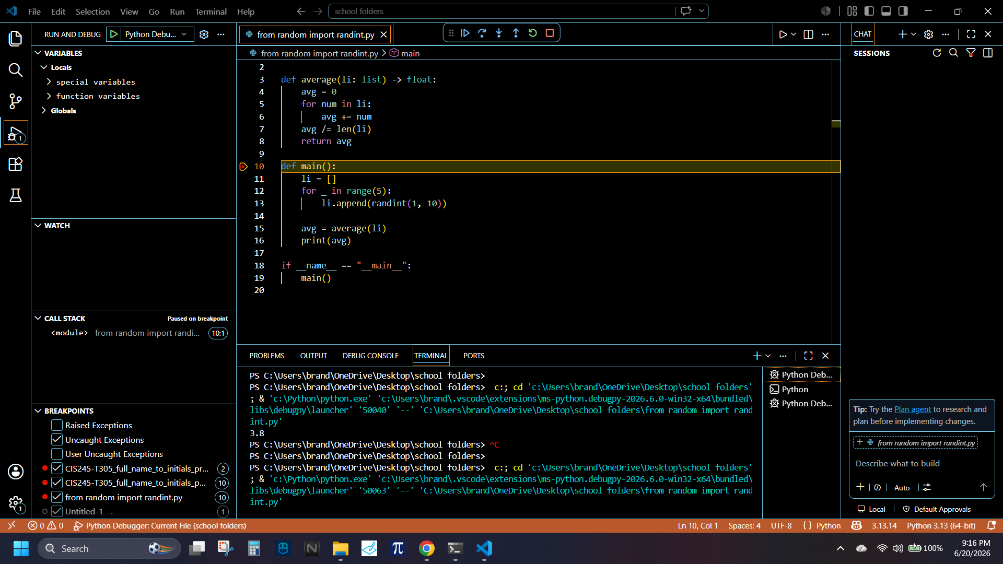 File Edit Selection View Go Run Terminal Help
school folders
RUN AND DEBUG
Python Debu...
from random import randint.py
CHAT
from random import randint.py > main
SESSIONS
VARIABLES
Locals
special variables
function variables
Globals
2
3 def average(li: list) -> float:
4 avg = 0
5 for num in li:
6 avg += num
7 avg /= len(li)
8 return avg
9
10 def main():
11 li = []
12 for _ in range(5):
13 li.append(randint(1, 10))
14
15 avg = average(li)
16 print(avg)
17
18 if __name__ == "__main__":
19 main()
20
WATCH
CALL STACK
Paused on breakpoint
<module> from random import randi... 10:1
BREAKPOINTS
Raised Exceptions
Uncaught Exceptions
User Uncaught Exceptions
CIS245-T305_full_name_to_initials_pr... 2
CIS245-T305_full_name_to_initials_pr... 10
from random import randint.py 10
Untitled 1 . 1
PROBLEMS OUTPUT DEBUG CONSOLE TERMINAL PORTS
PS C:\Users\brand\OneDrive\Desktop\school folders>
PS C:\Users\brand\OneDrive\Desktop\school folders> c:; cd 'c:\Users\brand\OneDrive\Desktop\school folders'
; & 'c:\Python\python.exe' 'c:\Users\brand\.vscode\extensions\ms-python.debugpy-2026.6.0-win32-x64\bundled\
libs\debugpy\launcher' '50040' '--' 'C:\Users\brand\OneDrive\Desktop\school folders\from random import rand
int.py'
3.8
PS C:\Users\brand\OneDrive\Desktop\school folders> ^C
PS C:\Users\brand\OneDrive\Desktop\school folders>
PS C:\Users\brand\OneDrive\Desktop\school folders> c:; cd 'c:\Users\brand\OneDrive\Desktop\school folders'
; & 'c:\Python\python.exe' 'c:\Users\brand\.vscode\extensions\ms-python.debugpy-2026.6.0-win32-x64\bundled\
libs\debugpy\launcher' '50063' '--' 'C:\Users\brand\OneDrive\Desktop\school folders\from random import rand
int.py'
Python Deb...
Python
Python Deb...
Tip: Try the Plan agent to research and
plan before implementing changes.
from random import randint.py
Describe what to build
Auto
Local Default Approvals
0 0 Python Debugger: Current File (school folders)
Ln 10, Col 1 Spaces: 4 UTF-8 {} Python 3.13.14 Python 3.13 (64-bit)
Search
100%
9:16 PM
6/20/2026